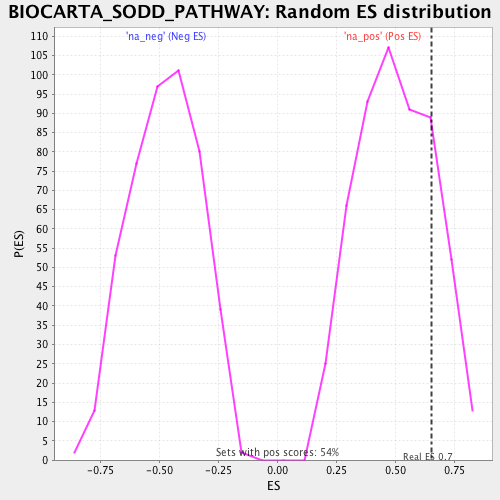 BIOCARTA_SODD_PATHWAY: Random ES distribution
'na_neg' (Neg ES)
'na_pos' (Pos ES)
110
105
100
95
90
85
80
75
70
65
60
55
50
45
40
35
30
25
20
15
10
5
0
P(ES)
Sets with pos scores: 54%
Real ES 0.7
-0.75 -0.50 -0.25 0.00 0.25 0.50 0.75
ES